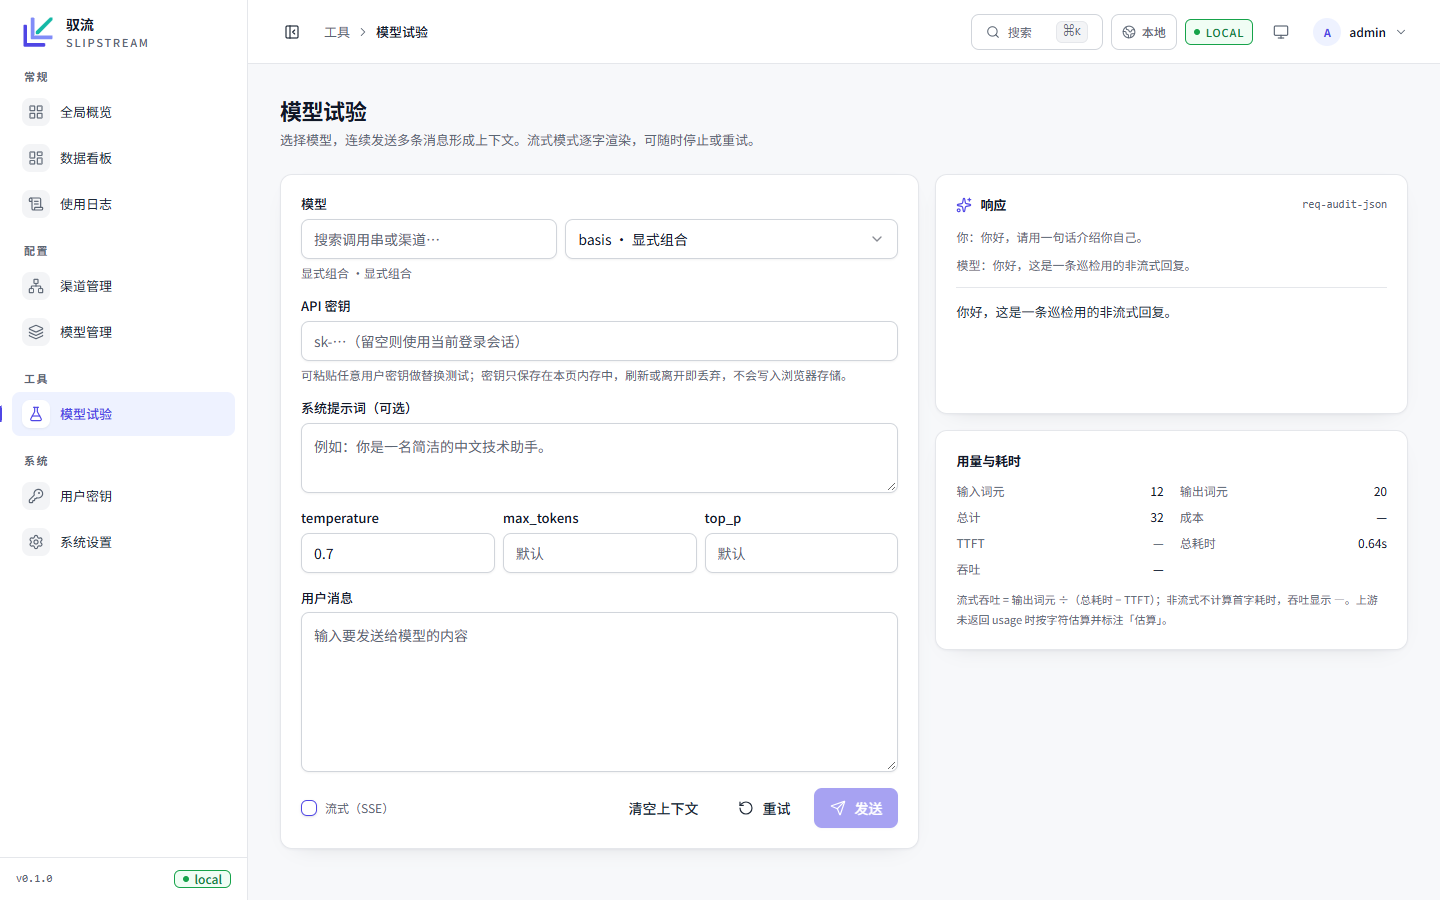 驭流
SLIPSTREAM
常规
全局概览
数据看板
使用日志
配置
渠道管理
模型管理
工具
模型试验
系统
用户密钥
系统设置
v0.1.0
local
工具
模型试验
搜索
⌘K
本地
LOCAL
A
admin
模型试验
选择模型，连续发送多条消息形成上下文。流式模式逐字渲染，可随时停止或重试。
模型
搜索调用串或渠道…
basis · 显式组合
显式组合 · 显式组合
API 密钥
sk-…（留空则使用当前登录会话）
可粘贴任意用户密钥做替换测试；密钥只保存在本页内存中，刷新或离开即丢弃，不会写入浏览器存储。
系统提示词（可选）
例如：你是一名简洁的中文技术助手。
temperature
max_tokens
top_p
0.7
默认
默认
用户消息
输入要发送给模型的内容
流式（SSE）
清空上下文
重试
发送
响应
req-audit-json
你：你好，请用一句话介绍你自己。
模型：你好，这是一条巡检用的非流式回复。
你好，这是一条巡检用的非流式回复。
用量与耗时
输入词元 12 输出词元 20
总计 32 成本 —
TTFT — 总耗时 0.64s
吞吐 —
流式吞吐 = 输出词元 ÷（总耗时 − TTFT）；非流式不计算首字耗时，吞吐显示 —。上游
未返回 usage 时按字符估算并标注「估算」。